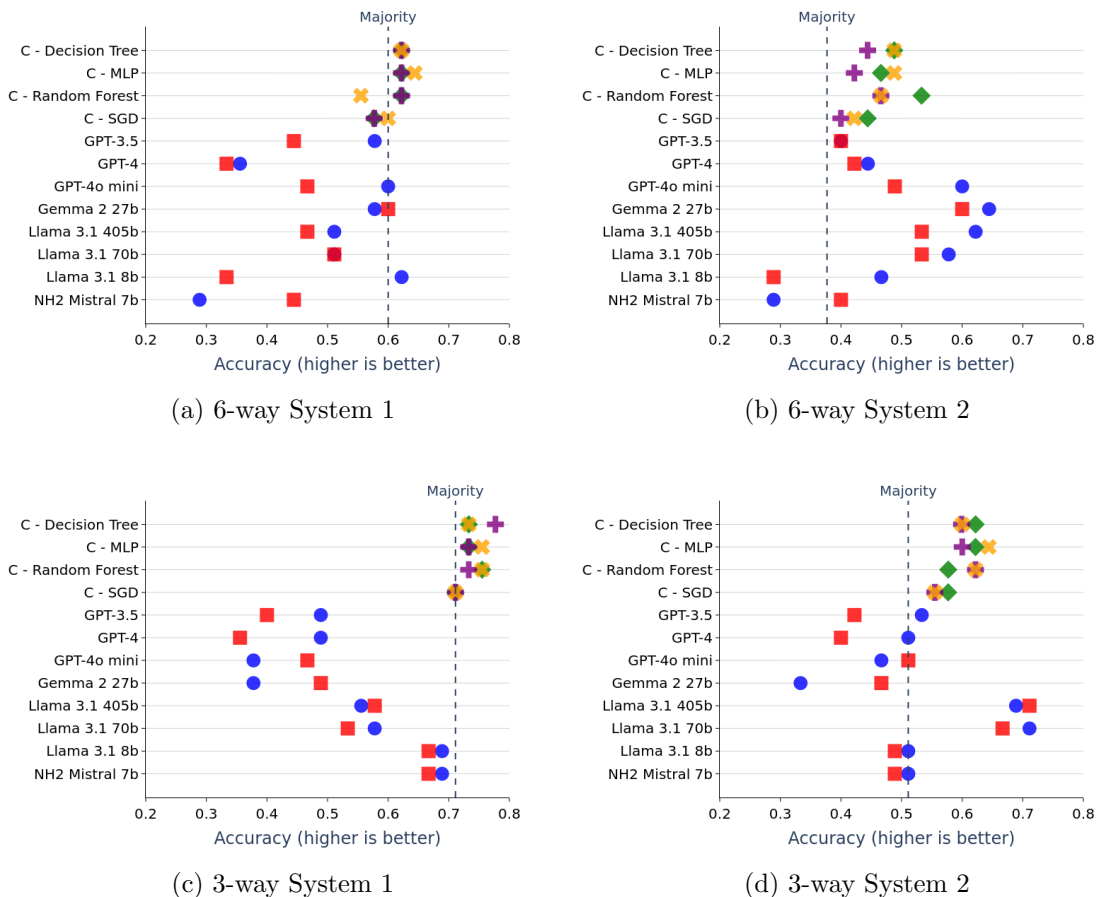 Majority
C - Decision Tree
C - MLP
C - Random Forest
C - SGD
GPT-3.5
GPT-4
GPT-4o mini
Gemma 2 27b
Llama 3.1 405b
Llama 3.1 70b
Llama 3.1 8b
NH2 Mistral 7b
0.2 0.3 0.4 0.5 0.6 0.7 0.8
Accuracy (higher is better)
(a) 6-way System 1
Majority
C - Decision Tree
C - MLP
C - Random Forest
C - SGD
GPT-3.5
GPT-4
GPT-4o mini
Gemma 2 27b
Llama 3.1 405b
Llama 3.1 70b
Llama 3.1 8b
NH2 Mistral 7b
0.2 0.3 0.4 0.5 0.6 0.7 0.8
Accuracy (higher is better)
(b) 6-way System 2
Majority
C - Decision Tree
C - MLP
C - Random Forest
C - SGD
GPT-3.5
GPT-4
GPT-4o mini
Gemma 2 27b
Llama 3.1 405b
Llama 3.1 70b
Llama 3.1 8b
NH2 Mistral 7b
0.2 0.3 0.4 0.5 0.6 0.7 0.8
Accuracy (higher is better)
(c) 3-way System 1
Majority
C - Decision Tree
C - MLP
C - Random Forest
C - SGD
GPT-3.5
GPT-4
GPT-4o mini
Gemma 2 27b
Llama 3.1 405b
Llama 3.1 70b
Llama 3.1 8b
NH2 Mistral 7b
0.2 0.3 0.4 0.5 0.6 0.7 0.8
Accuracy (higher is better)
(d) 3-way System 2